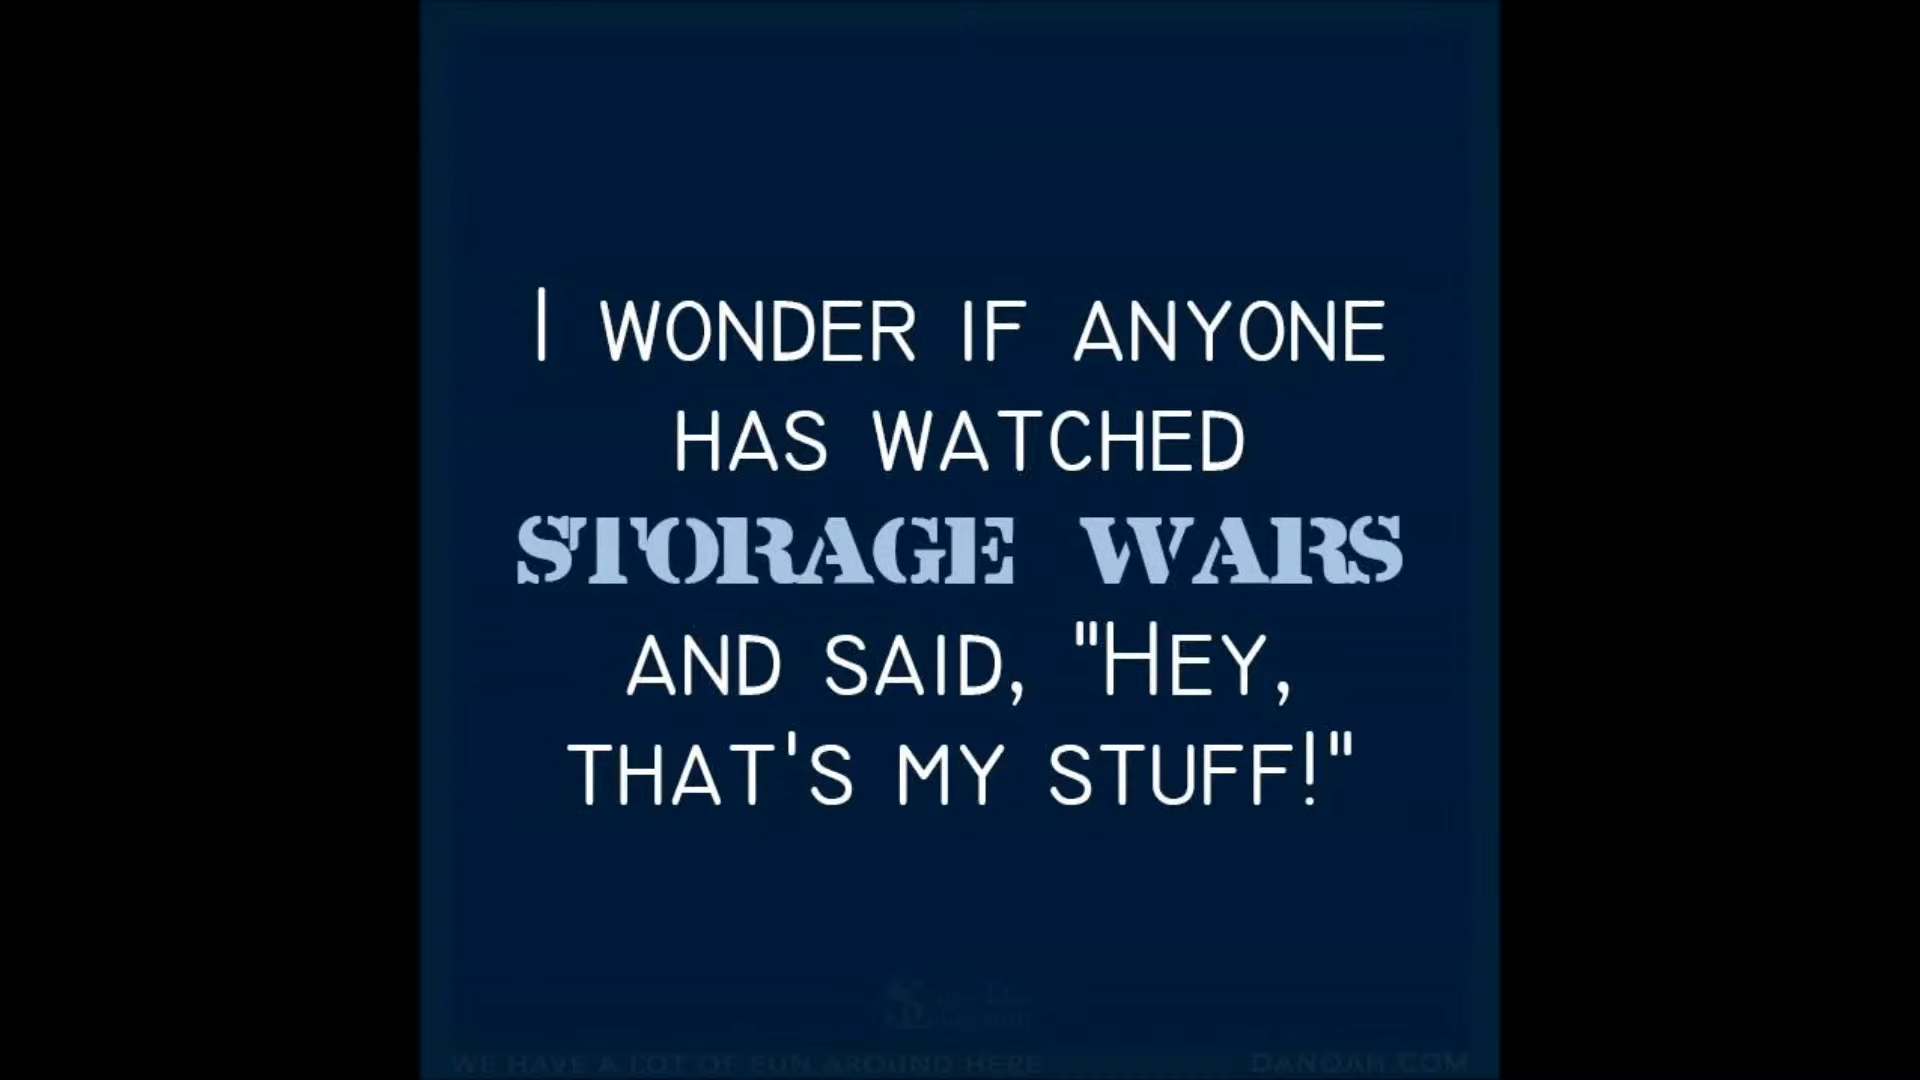 I WONDER IF ANYONE
HAS WATCHED
STORAGE WARS
AND SAID, "HEY,
THAT'S MY STUFF!"
WE HAVE A LOT OF FUN AROUND HERE
DANOAH.COM